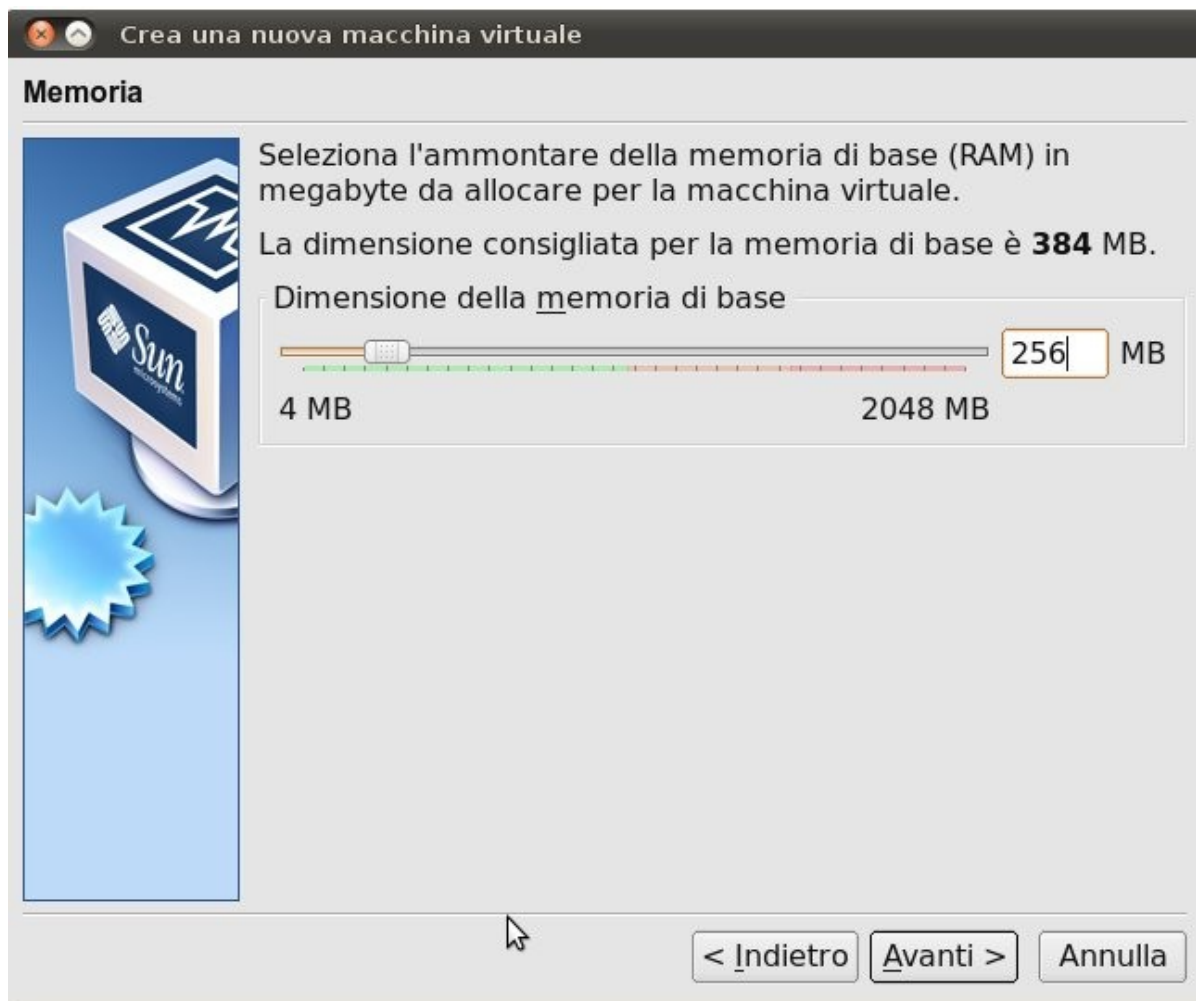 Crea una nuova macchina virtuale
Memoria
Seleziona l'ammontare della memoria di base (RAM) in
megabyte da allocare per la macchina virtuale.
La dimensione consigliata per la memoria di base è 384 MB.
Dimensione della memoria di base
256 MB
4 MB 2048 MB
Sun
microsystems
< Indietro Avanti > Annulla